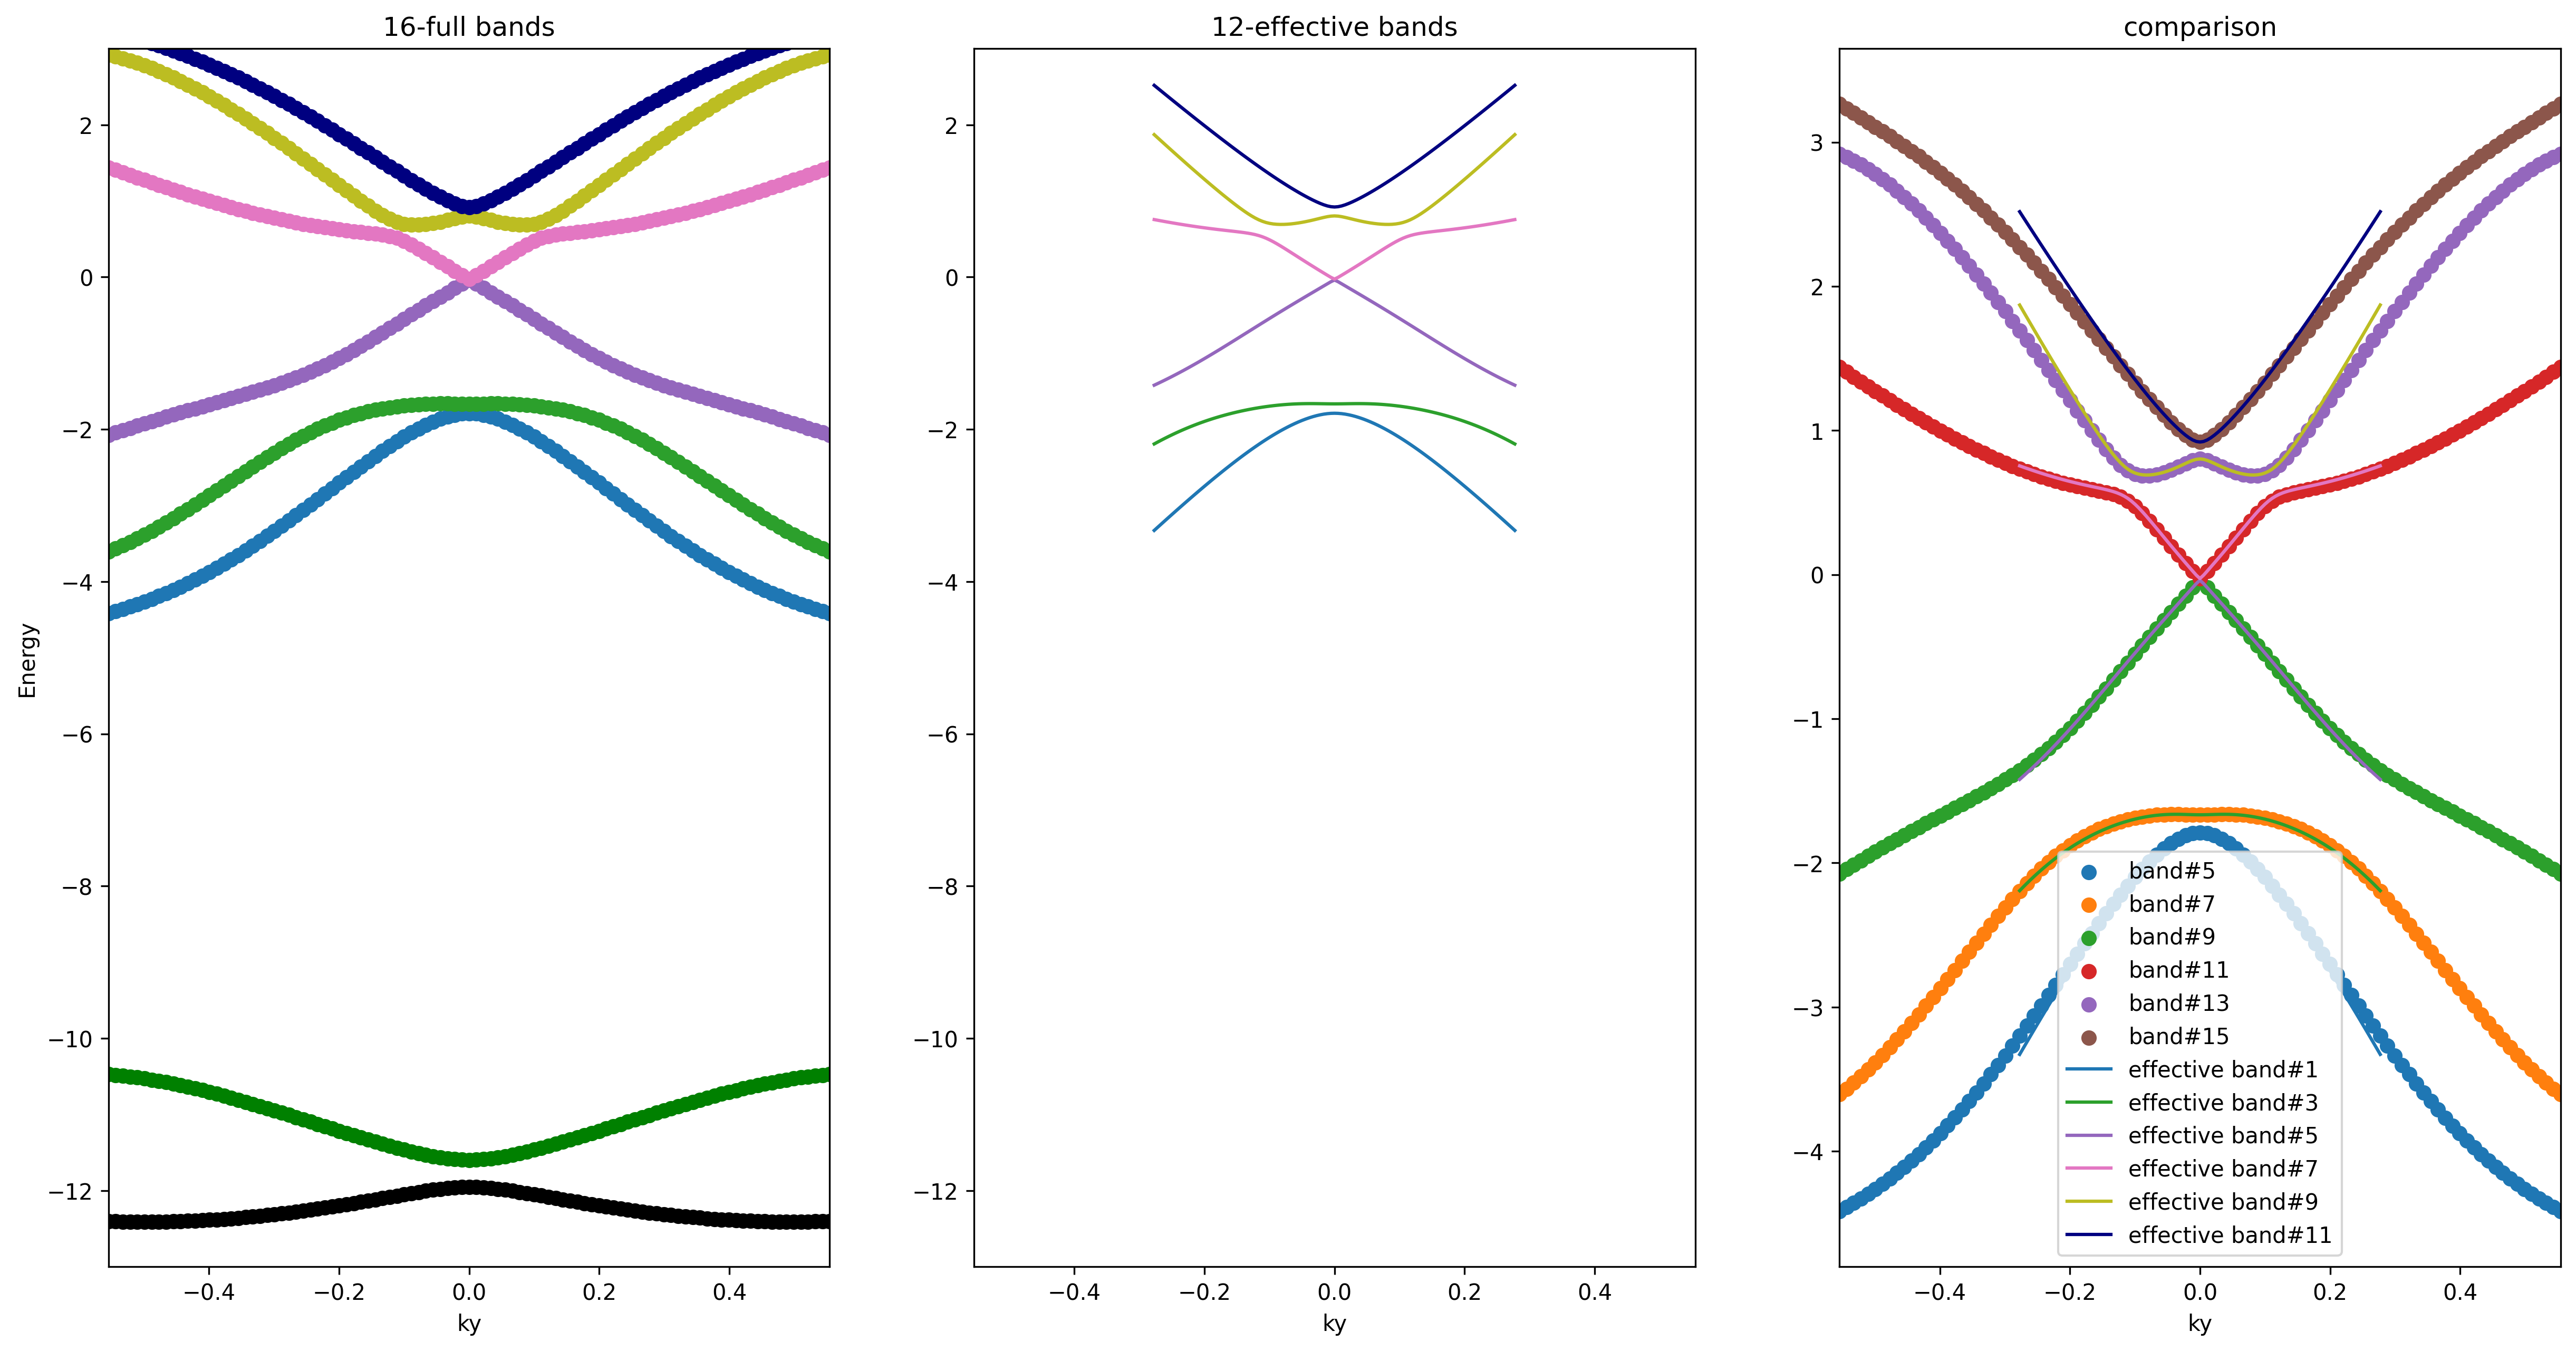 16-full bands
12-effective bands
comparison
Energy
2
0
−2
−4
−6
−8
−10
−12
−0.4
−0.2
0.0
0.2
0.4
ky
2
0
−2
−4
−6
−8
−10
−12
−0.4
−0.2
0.0
0.2
0.4
ky
3
2
1
0
−1
−2
−3
−4
−0.4
−0.2
0.0
0.2
0.4
ky
band#5
band#7
band#9
band#11
band#13
band#15
effective band#1
effective band#3
effective band#5
effective band#7
effective band#9
effective band#11